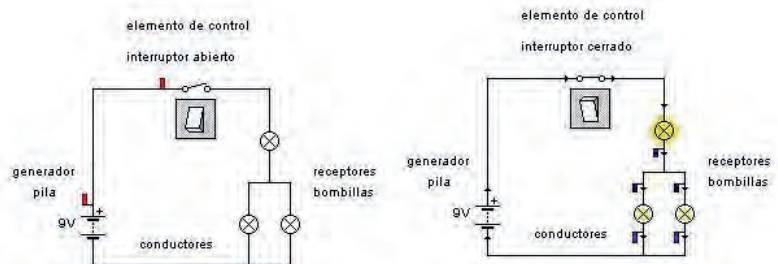 elemento de control
interruptor abierto
generador
pila
+
9V
receptores
bombillas
conductores
elemento de control
interruptor cerrado
generador
pila
+
9V
receptores
bombillas
conductores